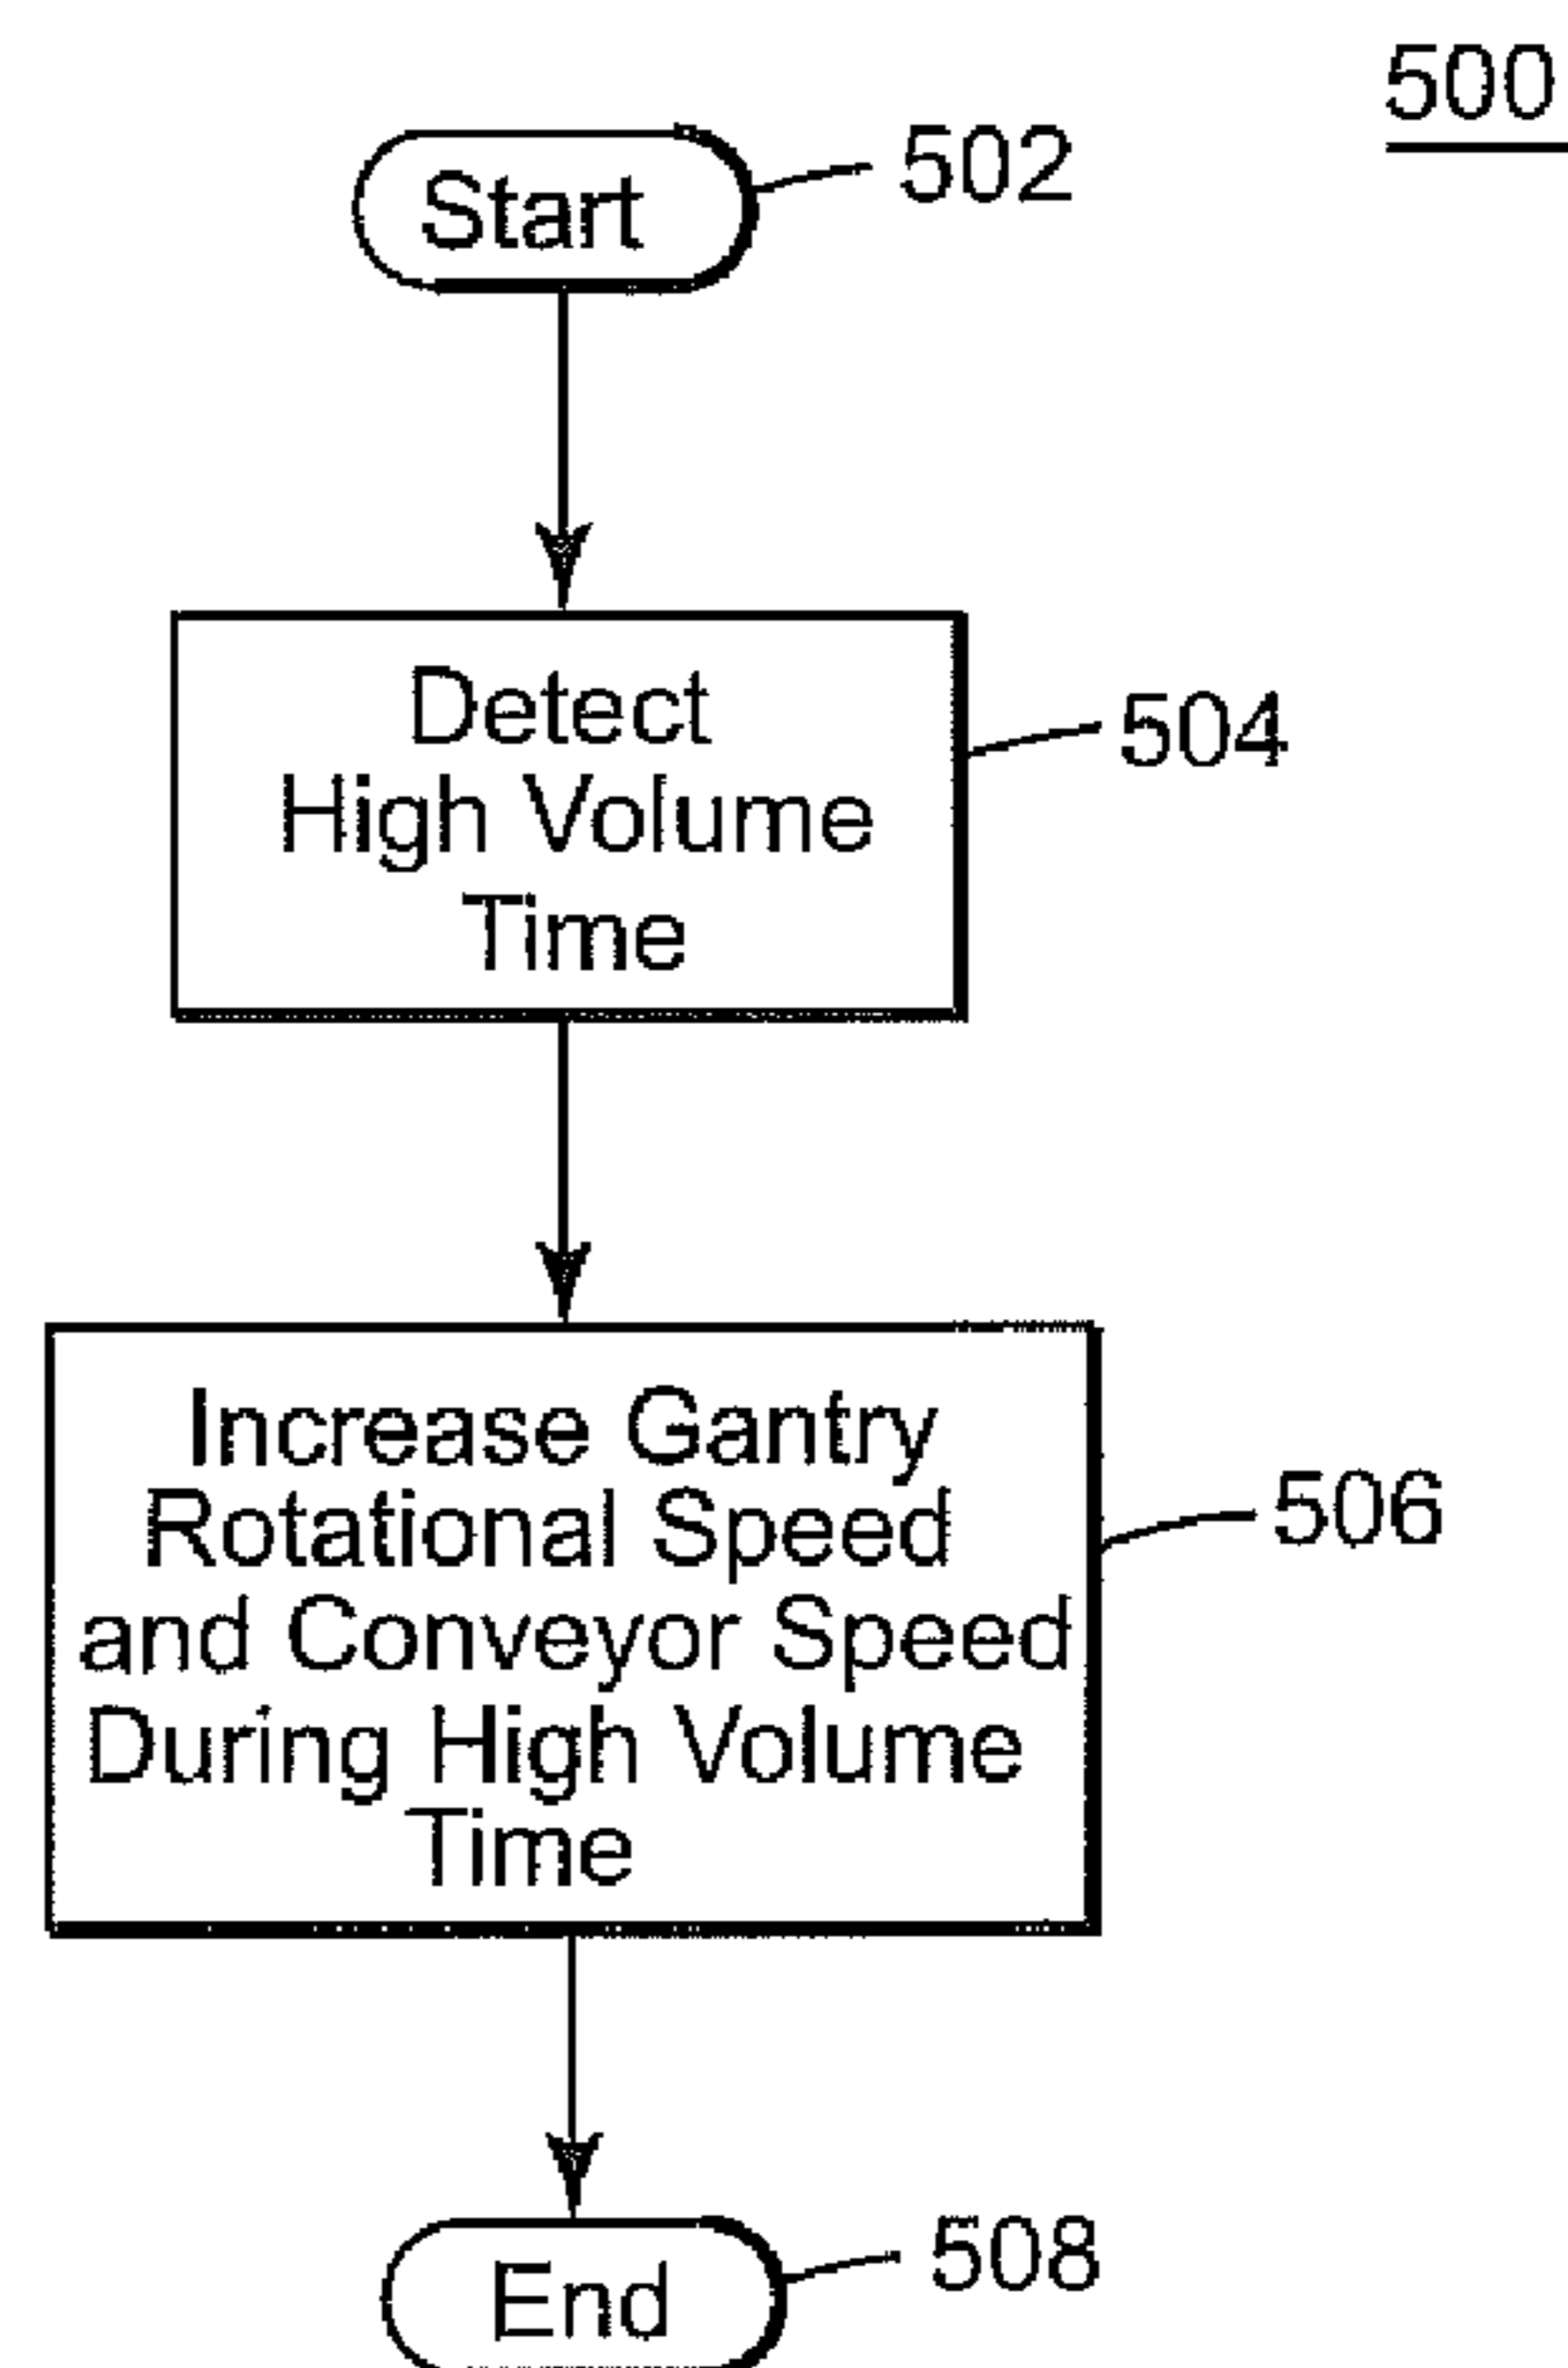 500
Start
502
Detect
High Volume
Time
504
Increase Gantry
Rotational Speed
and Conveyor Speed
During High Volume
Time
506
End
508